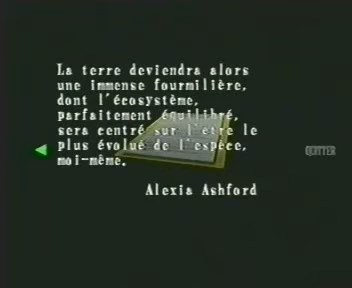 La terre deviendra alors
une immense fourmilière,
dont l'écosystème,
parfaitement équilibré,
sera centré sur l'etre le
plus évolué de l'espèce,
moi-même.
QUITTER
Alexia Ashford